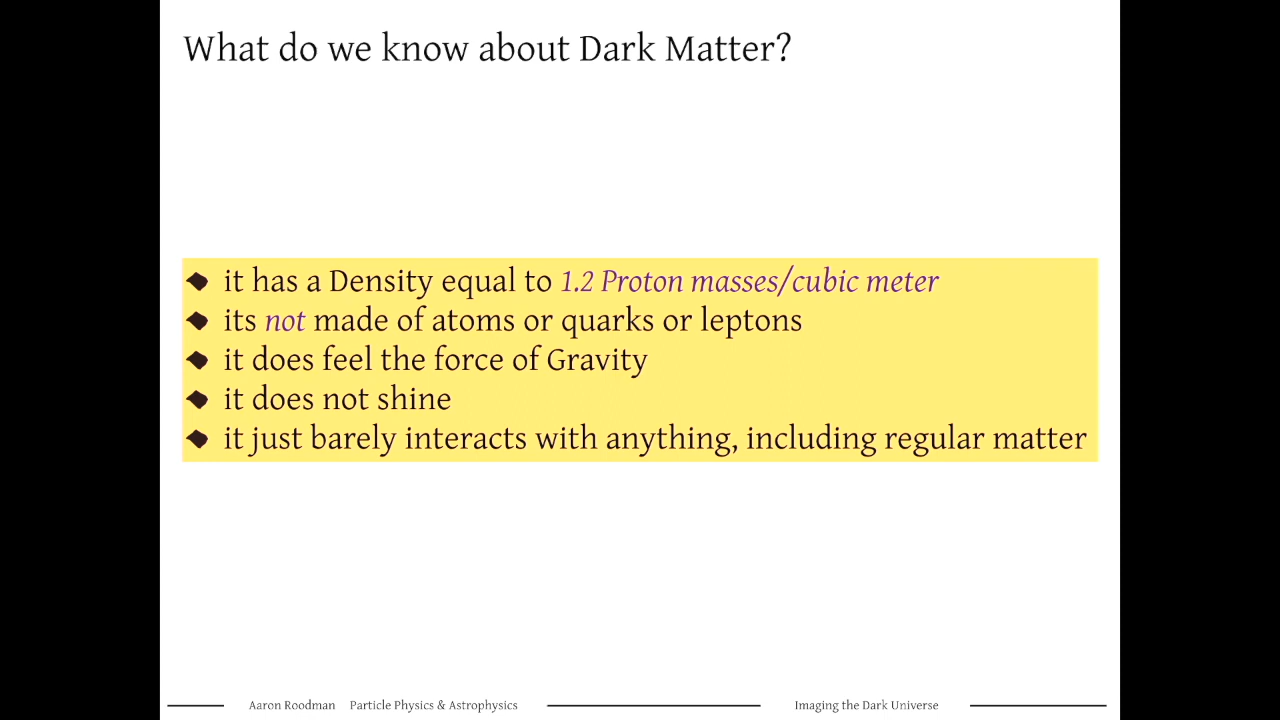 What do we know about Dark Matter?
it has a Density equal to 1.2 Proton masses/cubic meter
its not made of atoms or quarks or leptons
it does feel the force of Gravity
it does not shine
it just barely interacts with anything, including regular matter
Aaron Roodman Particle Physics & Astrophysics Imaging the Dark Universe